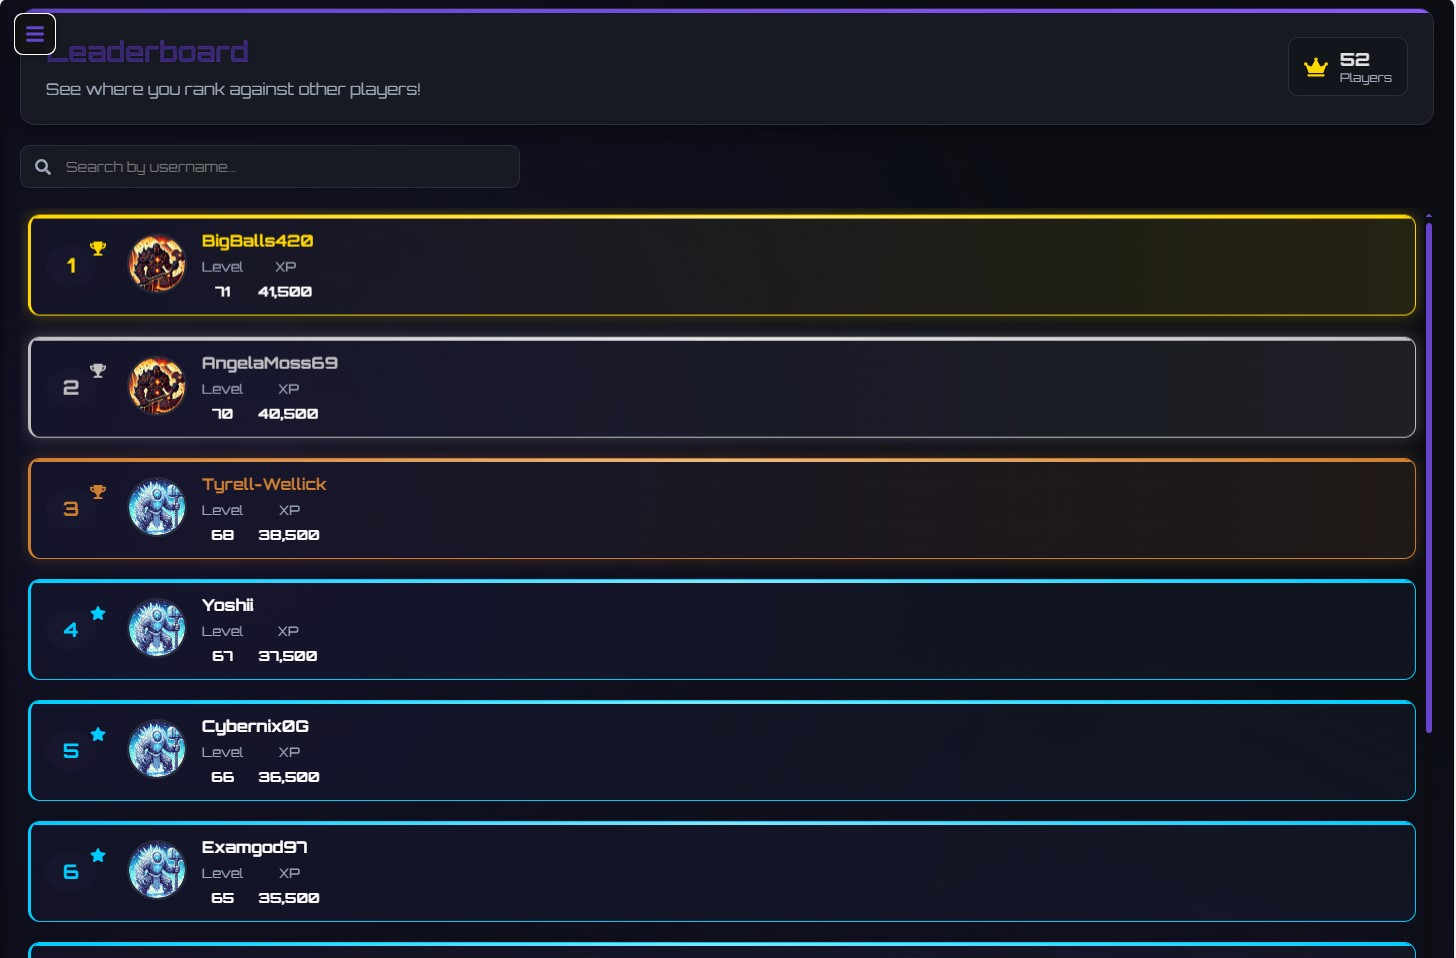 Leaderboard
See where you rank against other players!
52
Players
Search by username...
1
BigBalls420
Level XP
71 41,500
2
AngelaMoss69
Level XP
70 40,500
3
Tyrell-Wellick
Level XP
68 38,500
4
Yoshii
Level XP
67 37,500
5
Cybernix0G
Level XP
66 36,500
6
Examgod97
Level XP
65 35,500